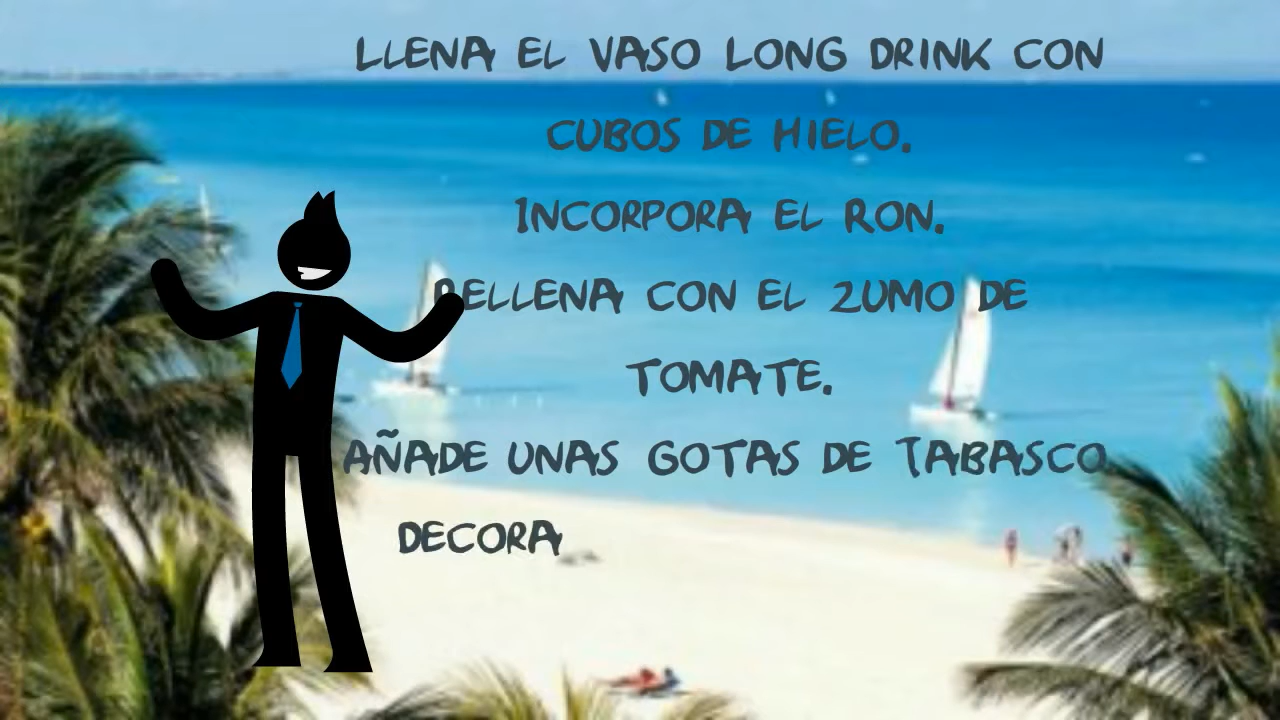 LLENA EL VASO LONG DRINK CON
CUBOS DE HIELO.
INCORPORA EL RON.
RELLENA CON EL ZUMO DE
TOMATE.
AÑADE UNAS GOTAS DE TABASCO
DECORA